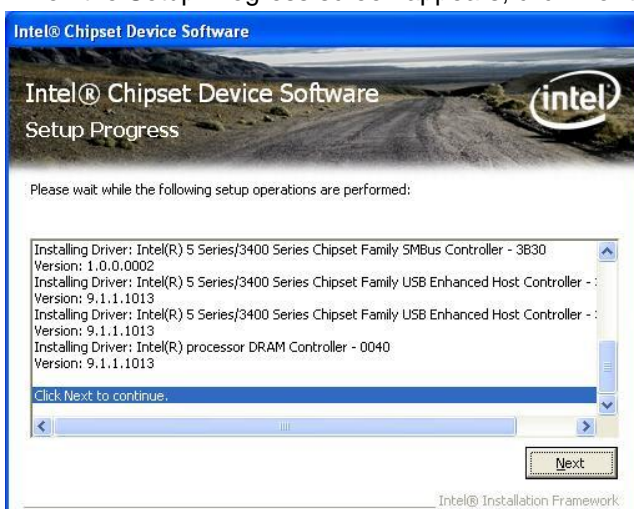 Intel® Chipset Device Software
Intel® Chipset Device Software
intel
Setup Progress
Please wait while the following setup operations are performed:
Installing Driver: Intel(R) 5 Series/3400 Series Chipset Family SMBus Controller - 3B30
Version: 1.0.0.0002
Installing Driver: Intel(R) 5 Series/3400 Series Chipset Family USB Enhanced Host Controller -
Version: 9.1.1.1013
Installing Driver: Intel(R) 5 Series/3400 Series Chipset Family USB Enhanced Host Controller -
Version: 9.1.1.1013
Installing Driver: Intel(R) processor DRAM Controller - 0040
Version: 9.1.1.1013
Click Next to continue.
Next
Intel® Installation Framework